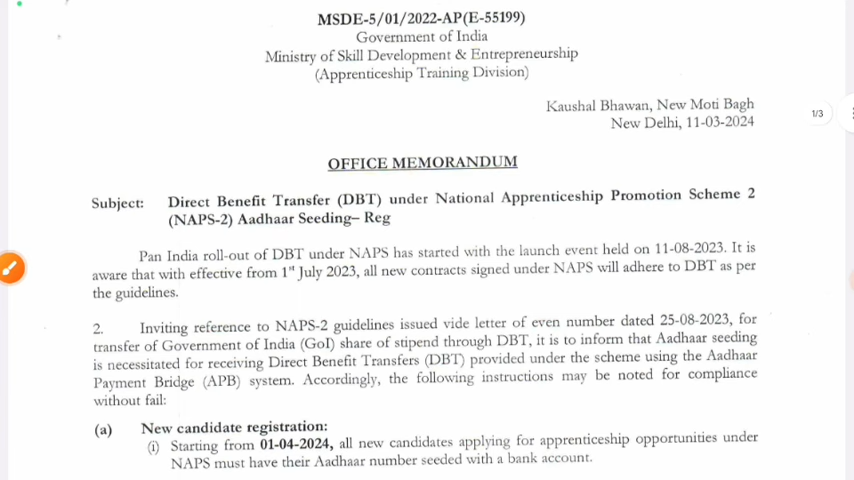 MSDE-5/01/2022-AP(E-55199)
Government of India
Ministry of Skill Development & Entrepreneurship
(Apprenticeship Training Division)
Kaushal Bhawan, New Moti Bagh
New Delhi, 11-03-2024
1/3
OFFICE MEMORANDUM
Subject: Direct Benefit Transfer (DBT) under National Apprenticeship Promotion Scheme 2
(NAPS-2) Aadhaar Seeding– Reg
Pan India roll-out of DBT under NAPS has started with the launch event held on 11-08-2023. It is
aware that with effective from 1st July 2023, all new contracts signed under NAPS will adhere to DBT as per
the guidelines.
2. Inviting reference to NAPS-2 guidelines issued vide letter of even number dated 25-08-2023, for
transfer of Government of India (GoI) share of stipend through DBT, it is to inform that Aadhaar seeding
is necessitated for receiving Direct Benefit Transfers (DBT) provided under the scheme using the Aadhaar
Payment Bridge (APB) system. Accordingly, the following instructions may be noted for compliance
without fail:
(a) New candidate registration:
(i) Starting from 01-04-2024, all new candidates applying for apprenticeship opportunities under
NAPS must have their Aadhaar number seeded with a bank account.